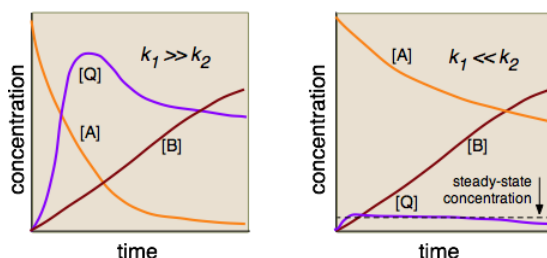 concentration
k1 >> k2
[Q]
[A]
[B]
time
concentration
[A]
k1 << k2
[B]
steady-state
concentration
[Q]
time